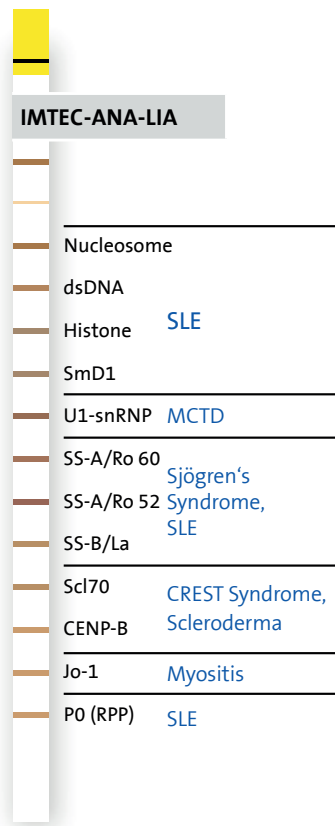 IMTEC-ANA-LIA
Nucleosome
dsDNA
Histone
SLE
SmD1
U1-snRNP MCTD
SS-A/Ro 60
SS-A/Ro 52
SS-B/La
Sjögren‘s
Syndrome,
SLE
Scl70
CENP-B
CREST Syndrome,
Scleroderma
Jo-1 Myositis
P0 (RPP) SLE